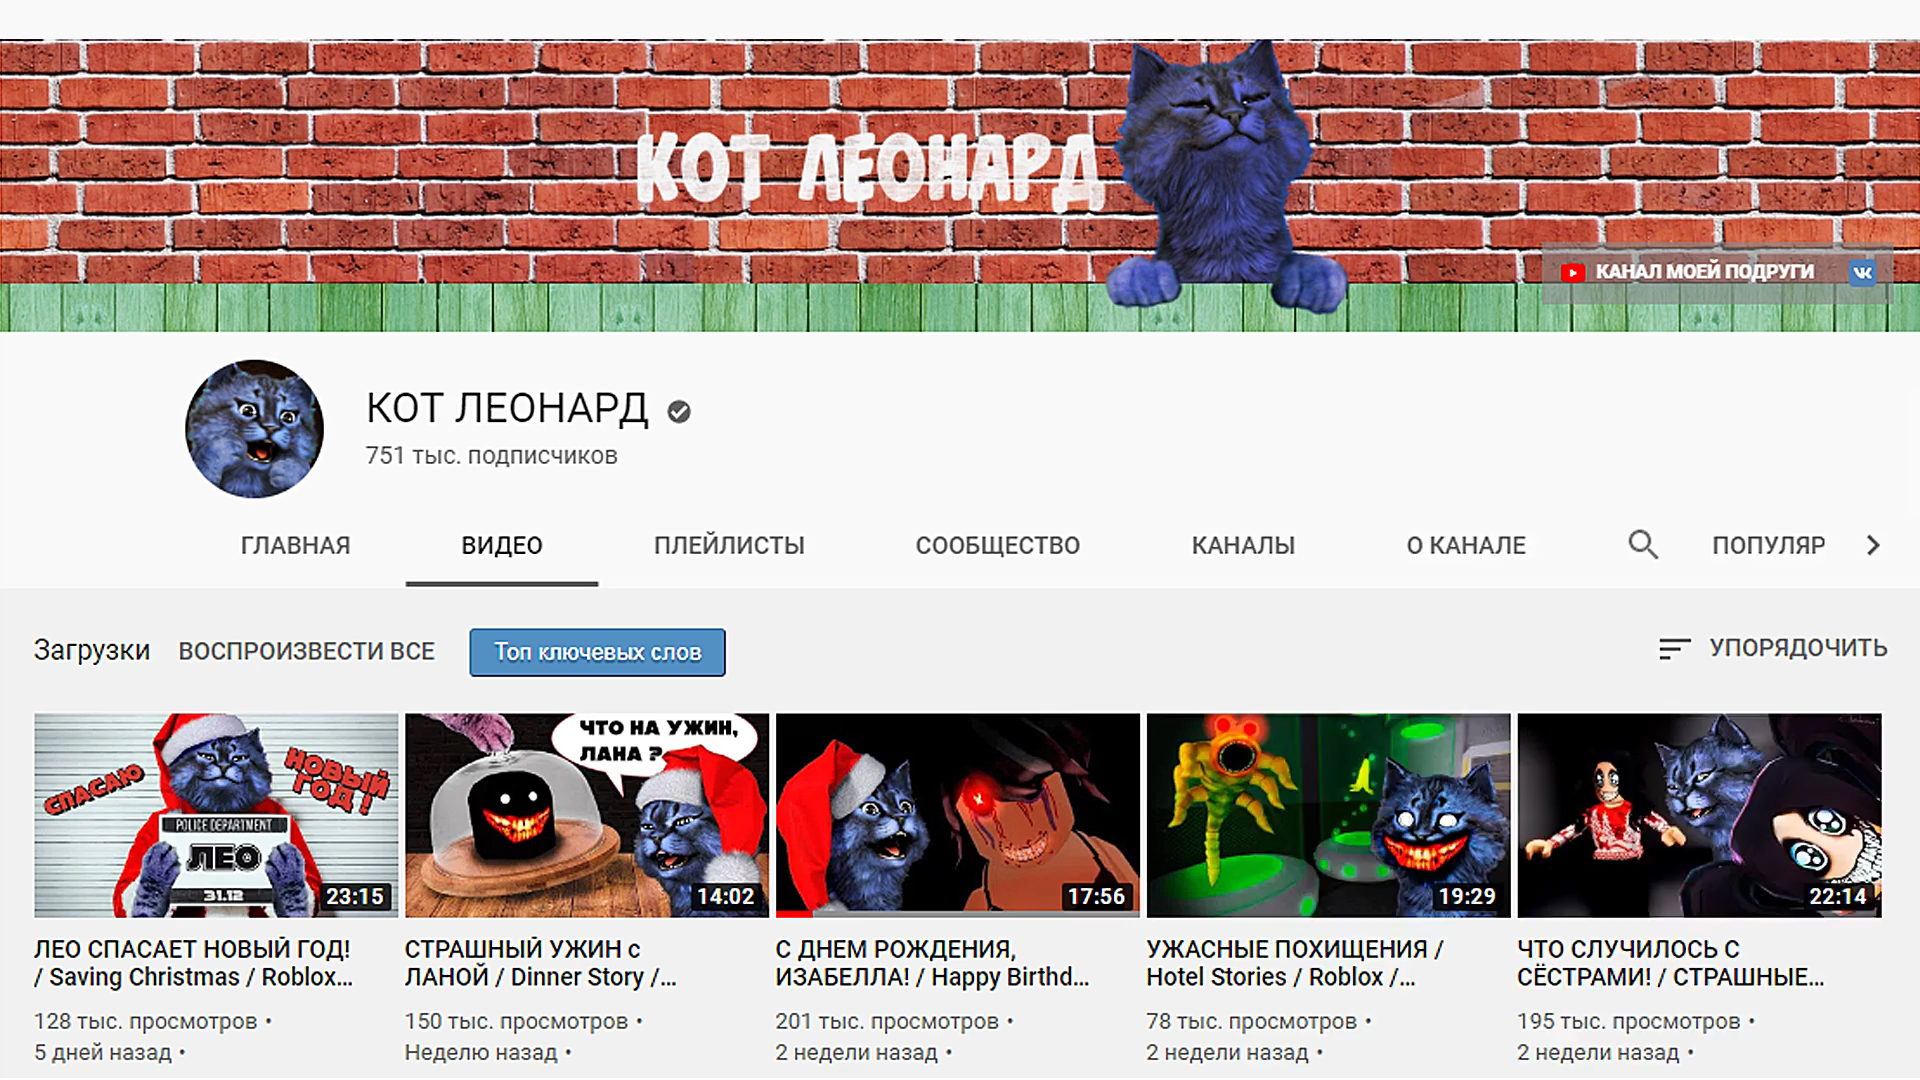 КОТ ЛЕОНАРД
КАНАЛ МОЕЙ ПОДРУГИ
КОТ ЛЕОНАРД
751 тыс. подписчиков
ГЛАВНАЯ ВИДЕО ПЛЕЙЛИСТЫ СООБЩЕСТВО КАНАЛЫ О КАНАЛЕ ПОПУЛЯР
Загрузки ВОСПРОИЗВЕСТИ ВСЕ Топ ключевых слов УПОРЯДОЧИТЬ
СПАСАЮ
НОВЫЙ
ГОД!
POLICE DEPARTMENT
ЛЕО
31.12
23:15
ЧТО НА УЖИН,
ЛАНА ?
14:02
17:56
19:29
22:14
ЛЕО СПАСАЕТ НОВЫЙ ГОД!
/ Saving Christmas / Roblox...
128 тыс. просмотров •
5 дней назад •
СТРАШНЫЙ УЖИН с
ЛАНОЙ / Dinner Story /...
150 тыс. просмотров •
Неделю назад •
С ДНЕМ РОЖДЕНИЯ,
ИЗАБЕЛЛА! / Happy Birthd...
201 тыс. просмотров •
2 недели назад •
УЖАСНЫЕ ПОХИЩЕНИЯ /
Hotel Stories / Roblox /...
78 тыс. просмотров •
2 недели назад •
ЧТО СЛУЧИЛОСЬ С
СЁСТРАМИ! / СТРАШНЫЕ...
195 тыс. просмотров •
2 недели назад •